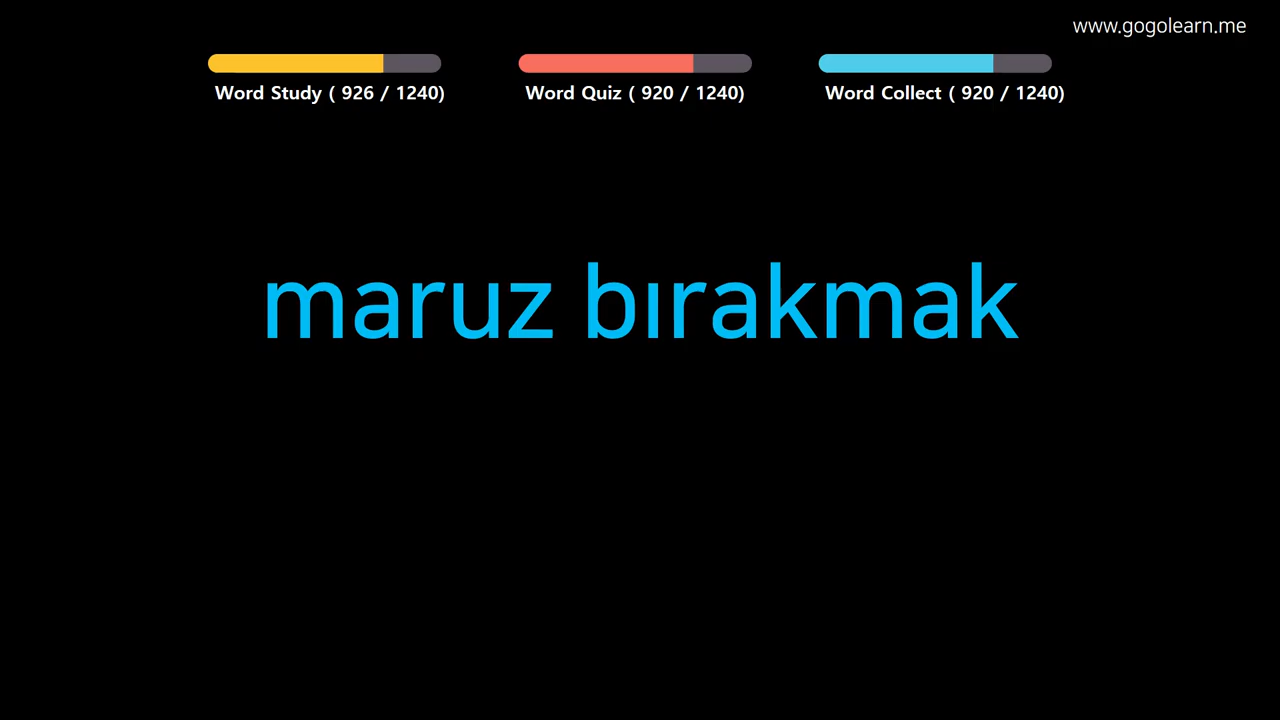 www.gogolearn.me
Word Study ( 926 / 1240)
Word Quiz ( 920 / 1240)
Word Collect ( 920 / 1240)
maruz bırakmak